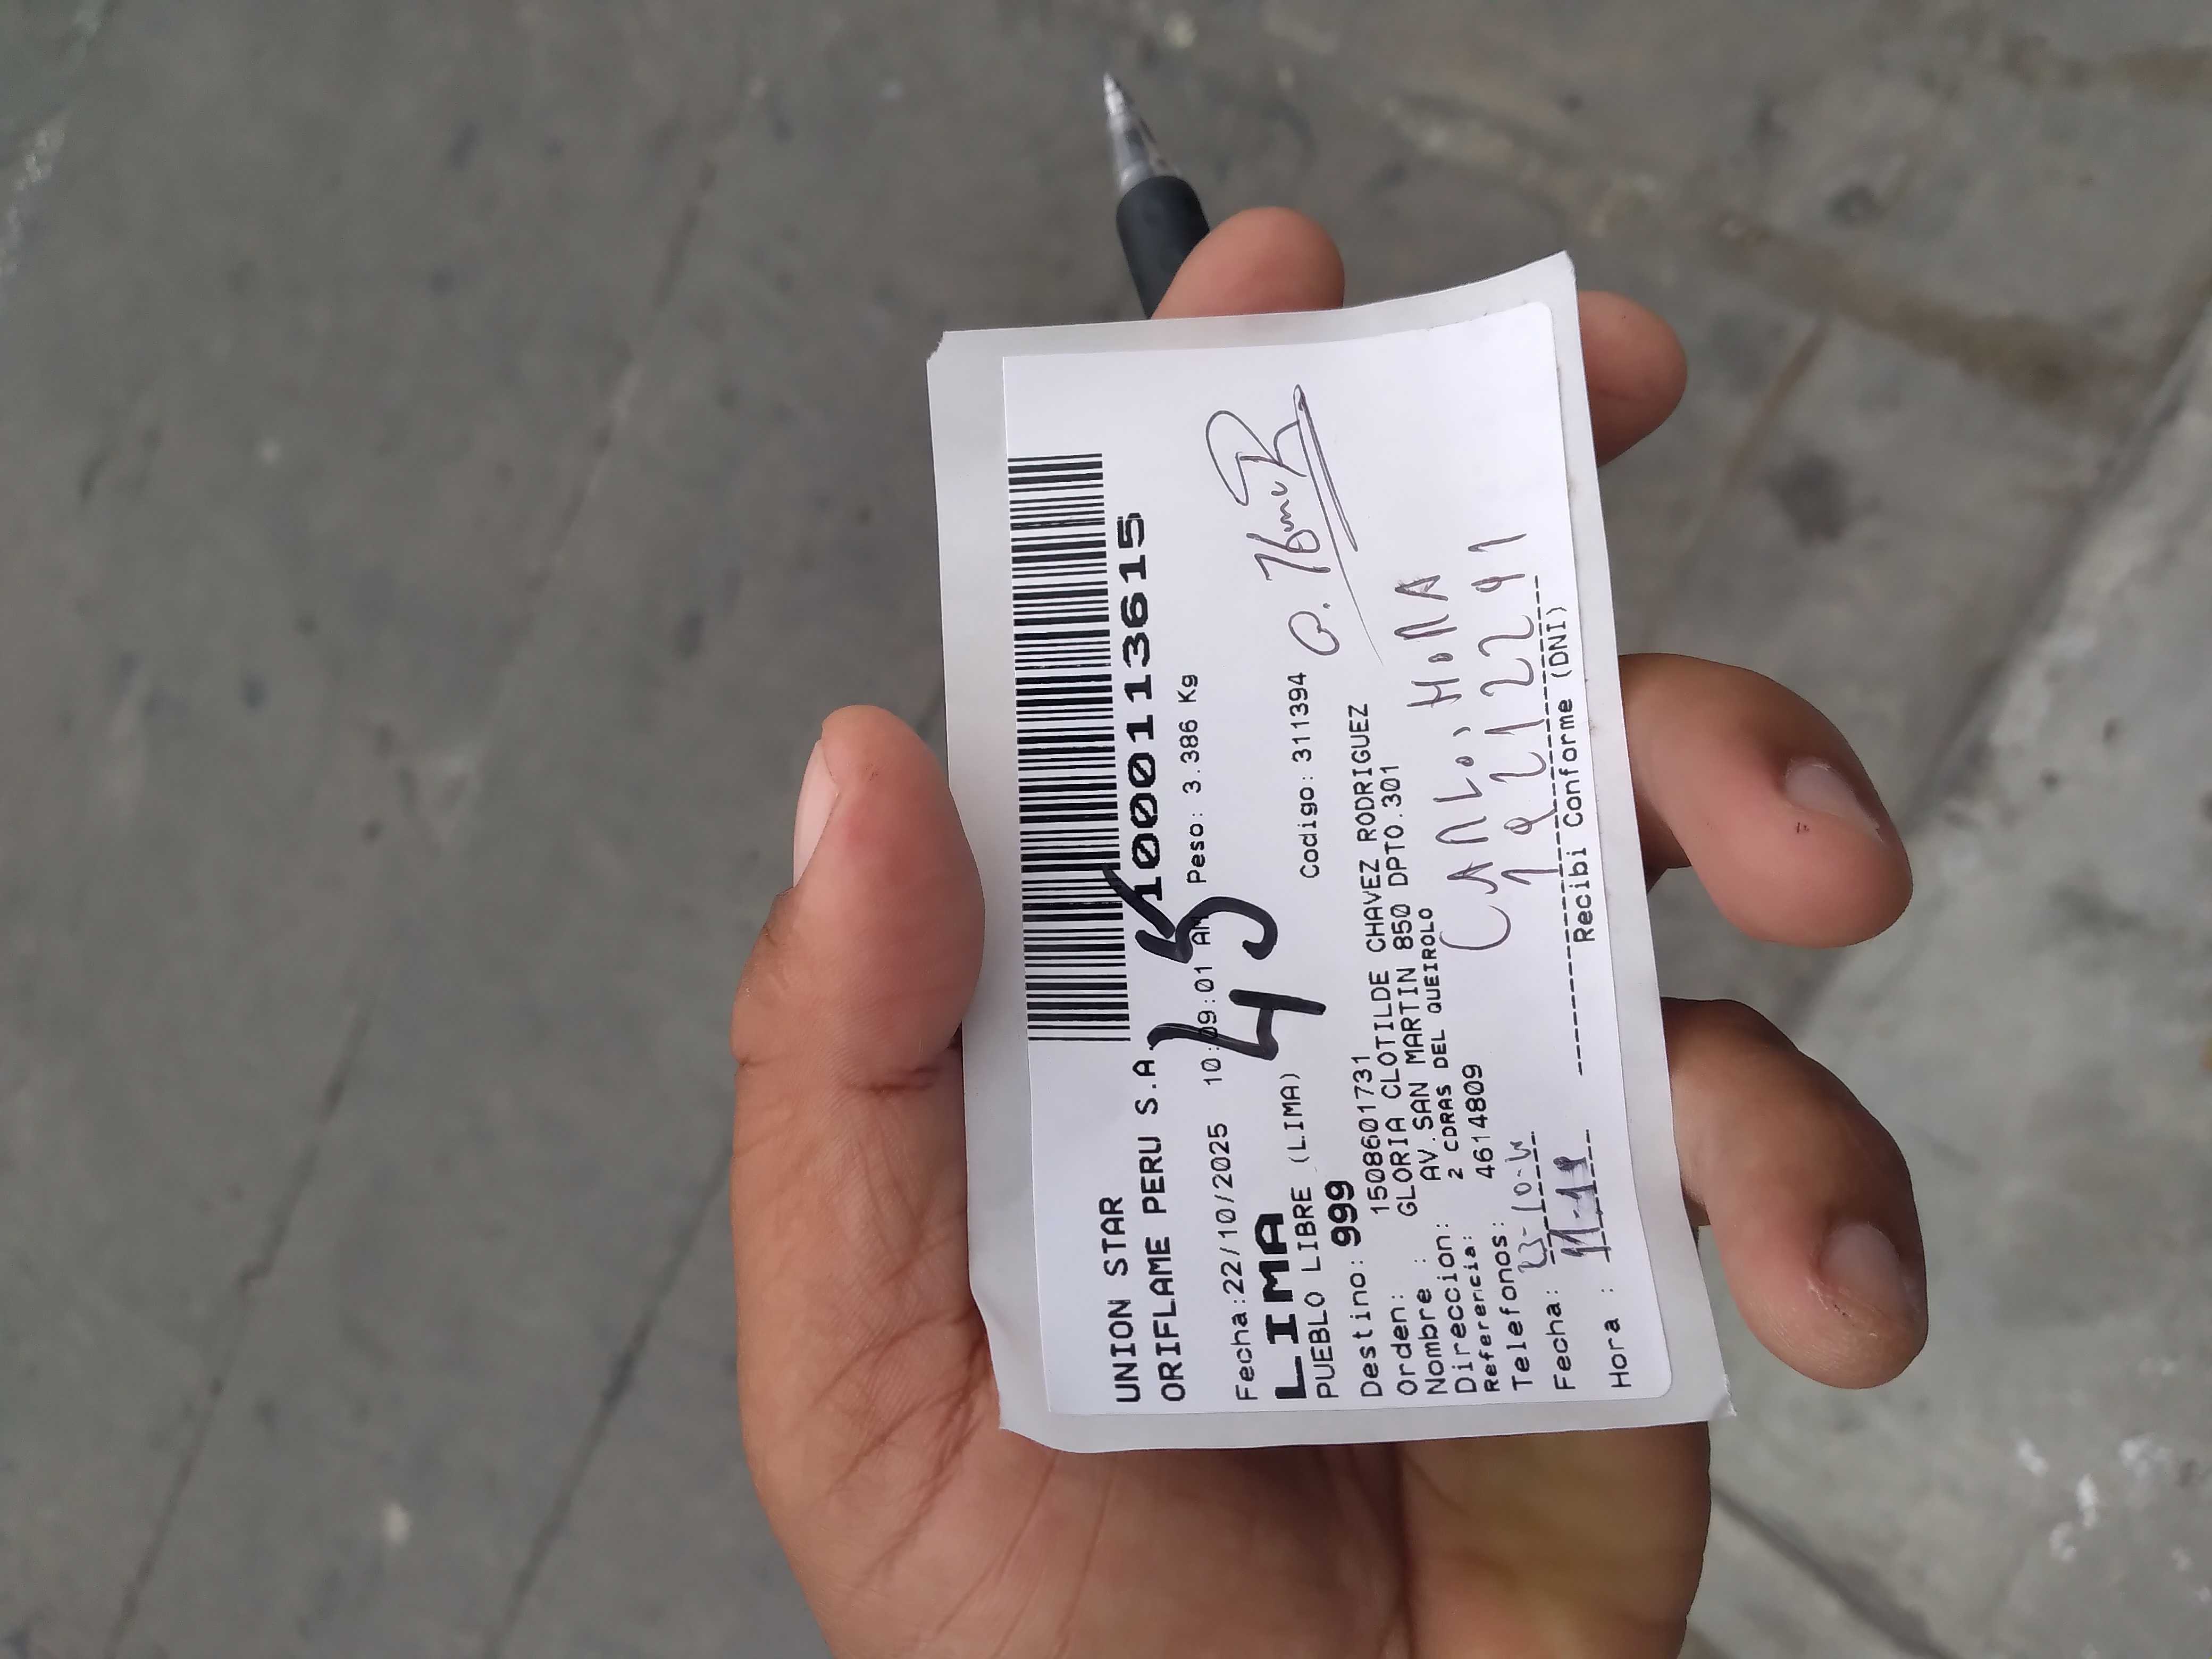 UNION STAR
ORIFLAME PERU S.A.
1000113615
Fecha:22/10/2025 10:09:01 AM Peso: 3.386 Kg
45
LIMA
PUEBLO LIBRE (LIMA)
Destino: 999 Codigo: 311394
Orden: 1508601731
Nombre : GLORIA CLOTILDE CHAVEZ RODRIGUEZ
Direccion: AV.SAN MARTIN 850 DPTO.301
Referencia: 2 CDRAS DEL QUEIROLO
Telefonos: 4614809
CARLOS MORA
Fecha:
Hora :
Recibi Conforme (DNI)